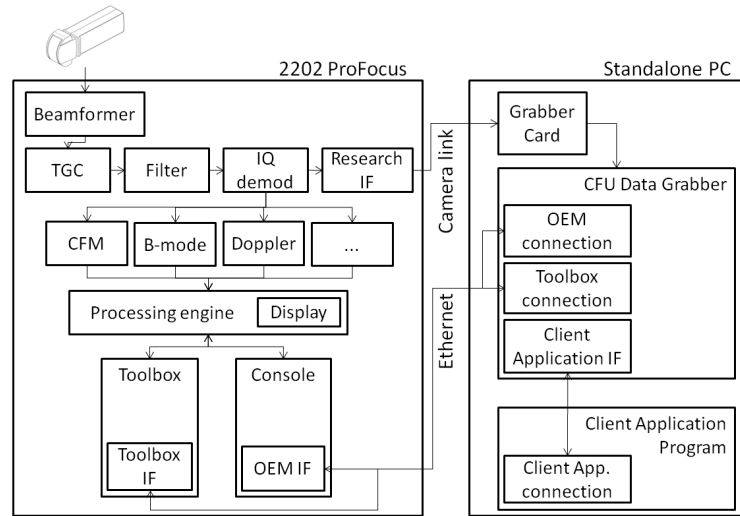 2202 ProFocus
Beamformer
TGC
Filter
IQ
demod
Research
IF
CFM
B-mode
Doppler
...
Processing engine
Display
Toolbox
Toolbox
IF
Console
OEM IF
Camera link
Ethernet
Standalone PC
Grabber
Card
CFU Data Grabber
OEM
connection
Toolbox
connection
Client
Application IF
Client Application
Program
Client App.
connection